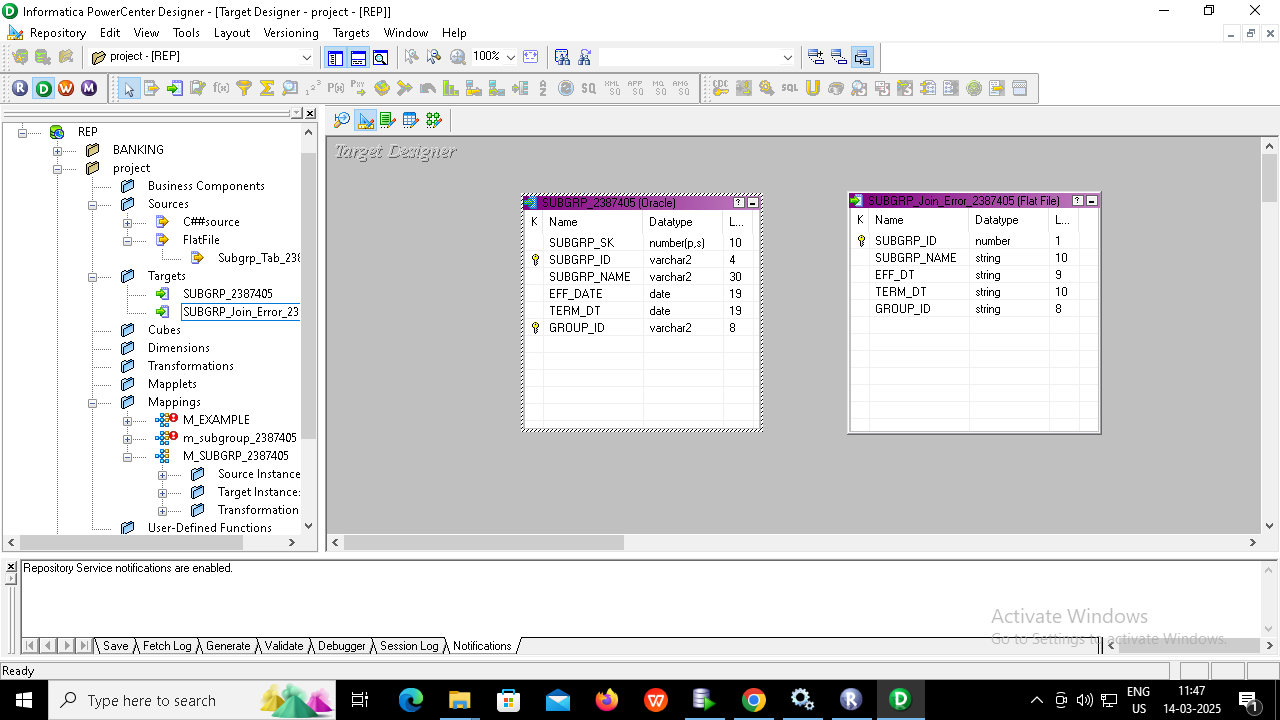 Informatica PowerCenter Designer - [Target Designer - project - [REP]]
Repository Edit View Tools Layout Versioning Targets Window Help
project - [REP]
100%
REP
BANKING
project
Business Components
Sources
C##source
FlatFile
Subgrp_Tab_238
Targets
SUBGRP_2387405
SUBGRP_Join_Error_23
Cubes
Dimensions
Transformations
Mapplets
Mappings
M_EXAMPLE
m_subgroup_2387405
M_SUBGRP_2387405
Source Instance
Target Instance
Transformation
User-Defined Functions
Target Designer
SUBGRP_2387405 (Oracle)
K Name Datatype L...
SUBGRP_SK number(p,s) 10
SUBGRP_ID varchar2 4
SUBGRP_NAME varchar2 30
EFF_DATE date 19
TERM_DT date 19
GROUP_ID varchar2 8
SUBGRP_Join_Error_2387405 (Flat File)
K Name Datatype L...
SUBGRP_ID number 1
SUBGRP_NAME string 10
EFF_DT string 9
TERM_DT string 10
GROUP_ID string 8
Repository Service notifications are enabled.
Activate Windows
Go to Settings to activate Windows.
Save Fetch Log Generate Validate Debugger Session Log Notifications
Ready
Type here to search
ENG
US
11:47
14-03-2025
1